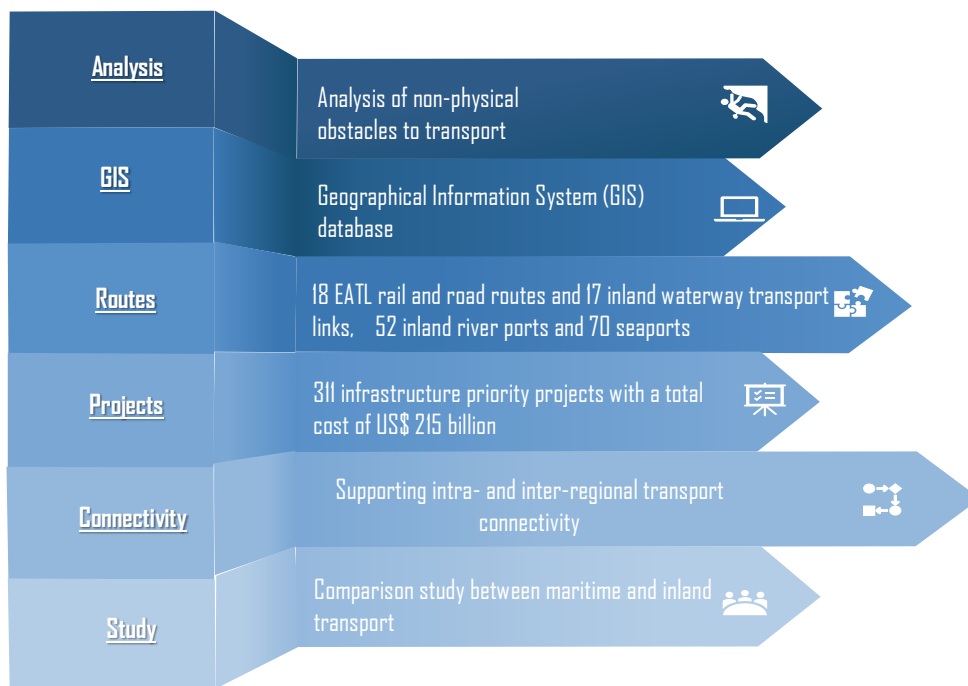 Analysis
Analysis of non-physical
obstacles to transport
GIS
Geographical Information System (GIS)
database
Routes
18 EATL rail and road routes and 17 inland waterway transport
links, 52 inland river ports and 70 seaports
Projects
311 infrastructure priority projects with a total
cost of US$ 215 billion
Connectivity
Supporting intra- and inter-regional transport
connectivity
Study
Comparison study between maritime and inland
transport